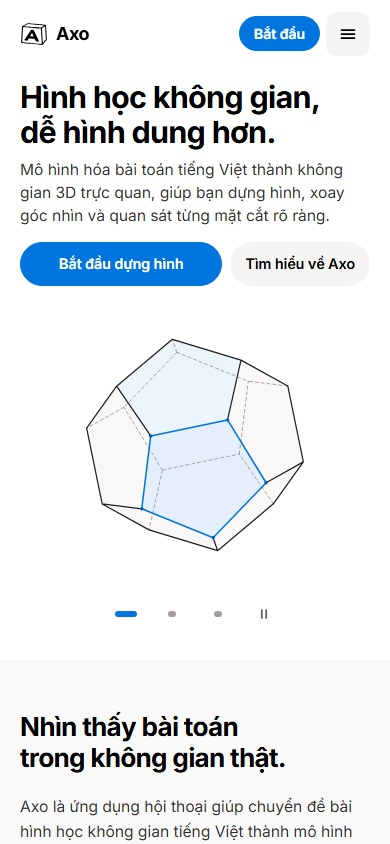 Axo
Bắt đầu
Hình học không gian,
dễ hình dung hơn.
Mô hình hóa bài toán tiếng Việt thành không
gian 3D trực quan, giúp bạn dựng hình, xoay
góc nhìn và quan sát từng mặt cắt rõ ràng.
Bắt đầu dựng hình
Tìm hiểu về Axo
Nhìn thấy bài toán
trong không gian thật.
Axo là ứng dụng hội thoại giúp chuyển đề bài
hình học không gian tiếng Việt thành mô hình